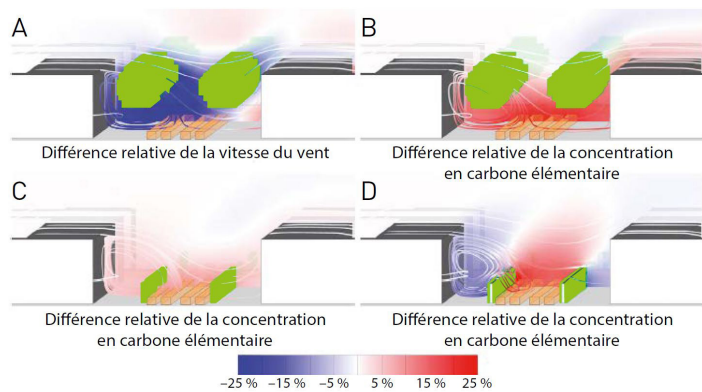 A
B
Différence relative de la vitesse du vent
Différence relative de la concentration
en carbone élémentaire
C
D
Différence relative de la concentration
en carbone élémentaire
Différence relative de la concentration
en carbone élémentaire
−25 % −15 % −5 % 5 % 15 % 25 %